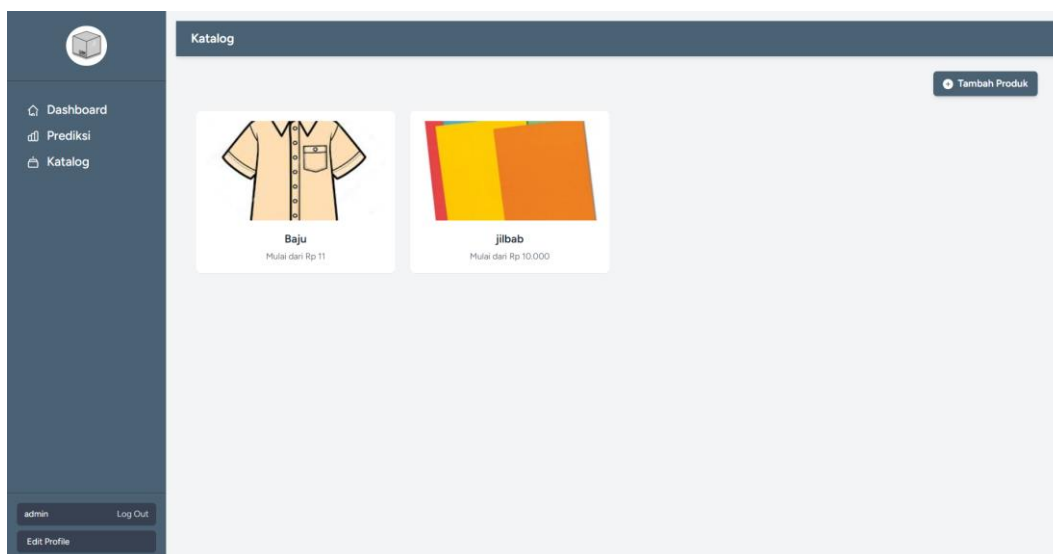 Katalog
Tambah Produk
Dashboard
Prediksi
Katalog
Baju
Mulai dari Rp 11
jilbab
Mulai dari Rp 10.000
admin
Log Out
Edit Profile